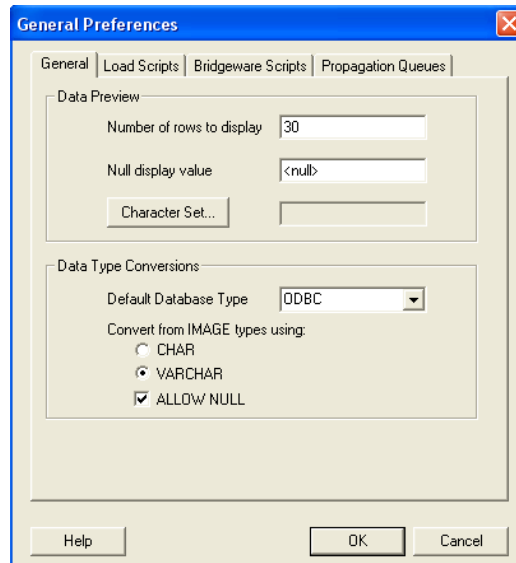 General Preferences
General Load Scripts Bridgeware Scripts Propagation Queues
Data Preview
Number of rows to display 30
Null display value <null>
Character Set...
Data Type Conversions
Default Database Type ODBC
Convert from IMAGE types using:
CHAR
VARCHAR
ALLOW NULL
Help OK Cancel